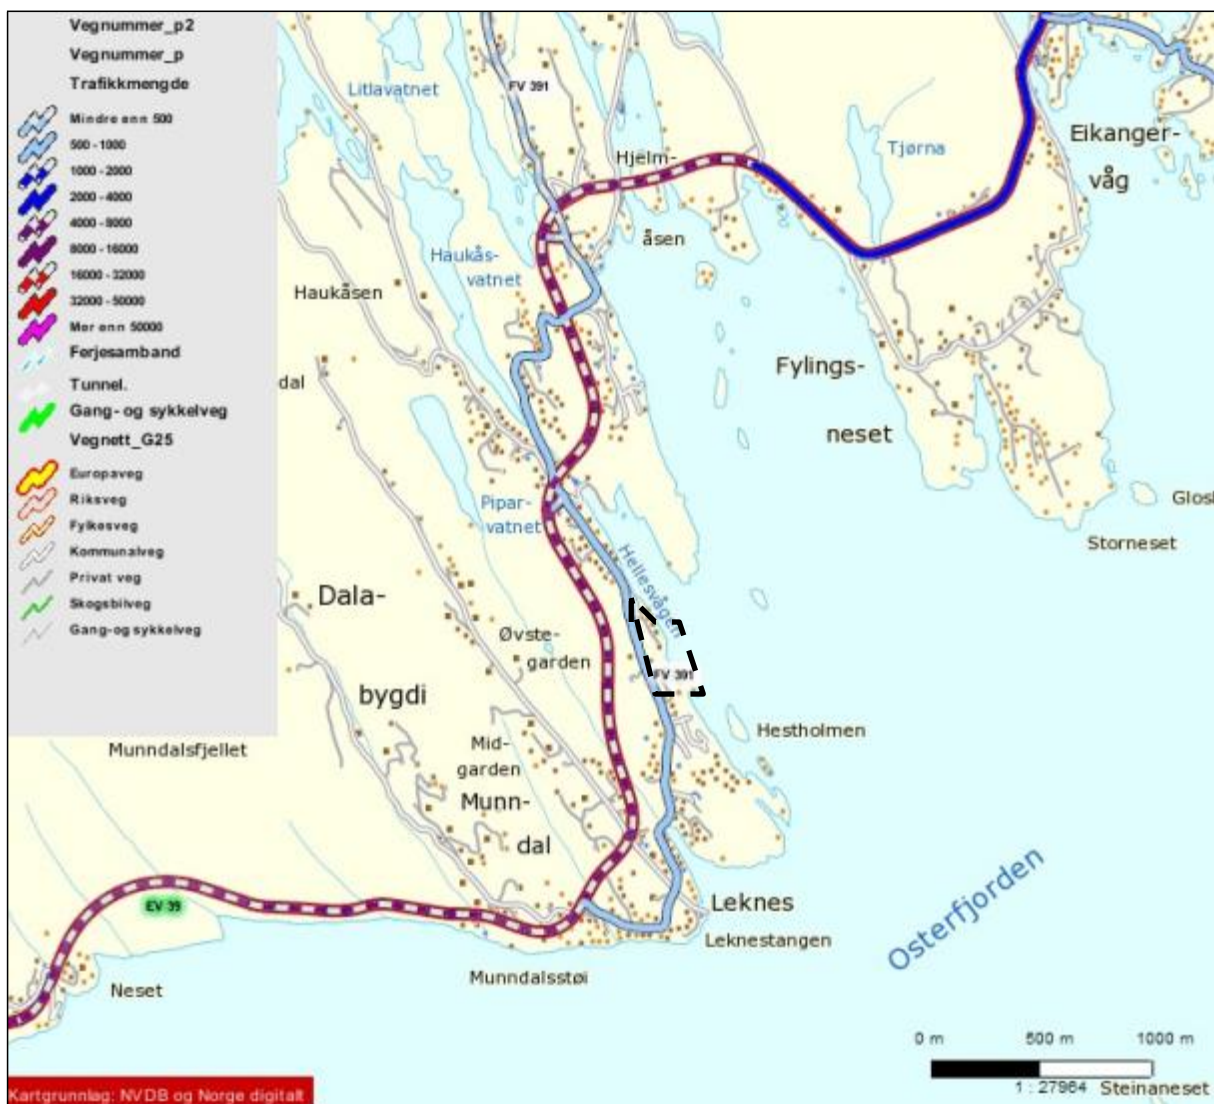 Vegnummer_p2
Vegnummer_p
Trafikkmengde
Mindre enn 500
500 - 1000
1000 - 2000
2000 - 4000
4000 - 8000
8000 - 16000
16000 - 32000
32000 - 50000
Mer enn 50000
Ferjesamband
Tunnel.
Gang- og sykkelveg
Vegnett_G25
Europaveg
Riksveg
Fylkesveg
Kommunalveg
Privat veg
Skogsbilveg
Gang-og sykkelveg
Litlavatnet
FV 391
Hjelm-
åsen
Tjørna
Eikanger-
våg
Haukås-
vatnet
Haukåsen
dal
Fylings-
neset
Storneset
Pipar-
vatnet
Hellesvågen
Dala-
bygdi
Øvste-
garden
FV 391
Hestholmen
Munndalsfjellet
Mid-
garden
Munn-
dal
EV 39
Leknes
Leknestangen
Osterfjorden
Munndalsstøi
Neset
0 m 500 m 1000 m
1 : 27964
Steinaneset
Kartgrunnlag: NVDB og Norge digitalt